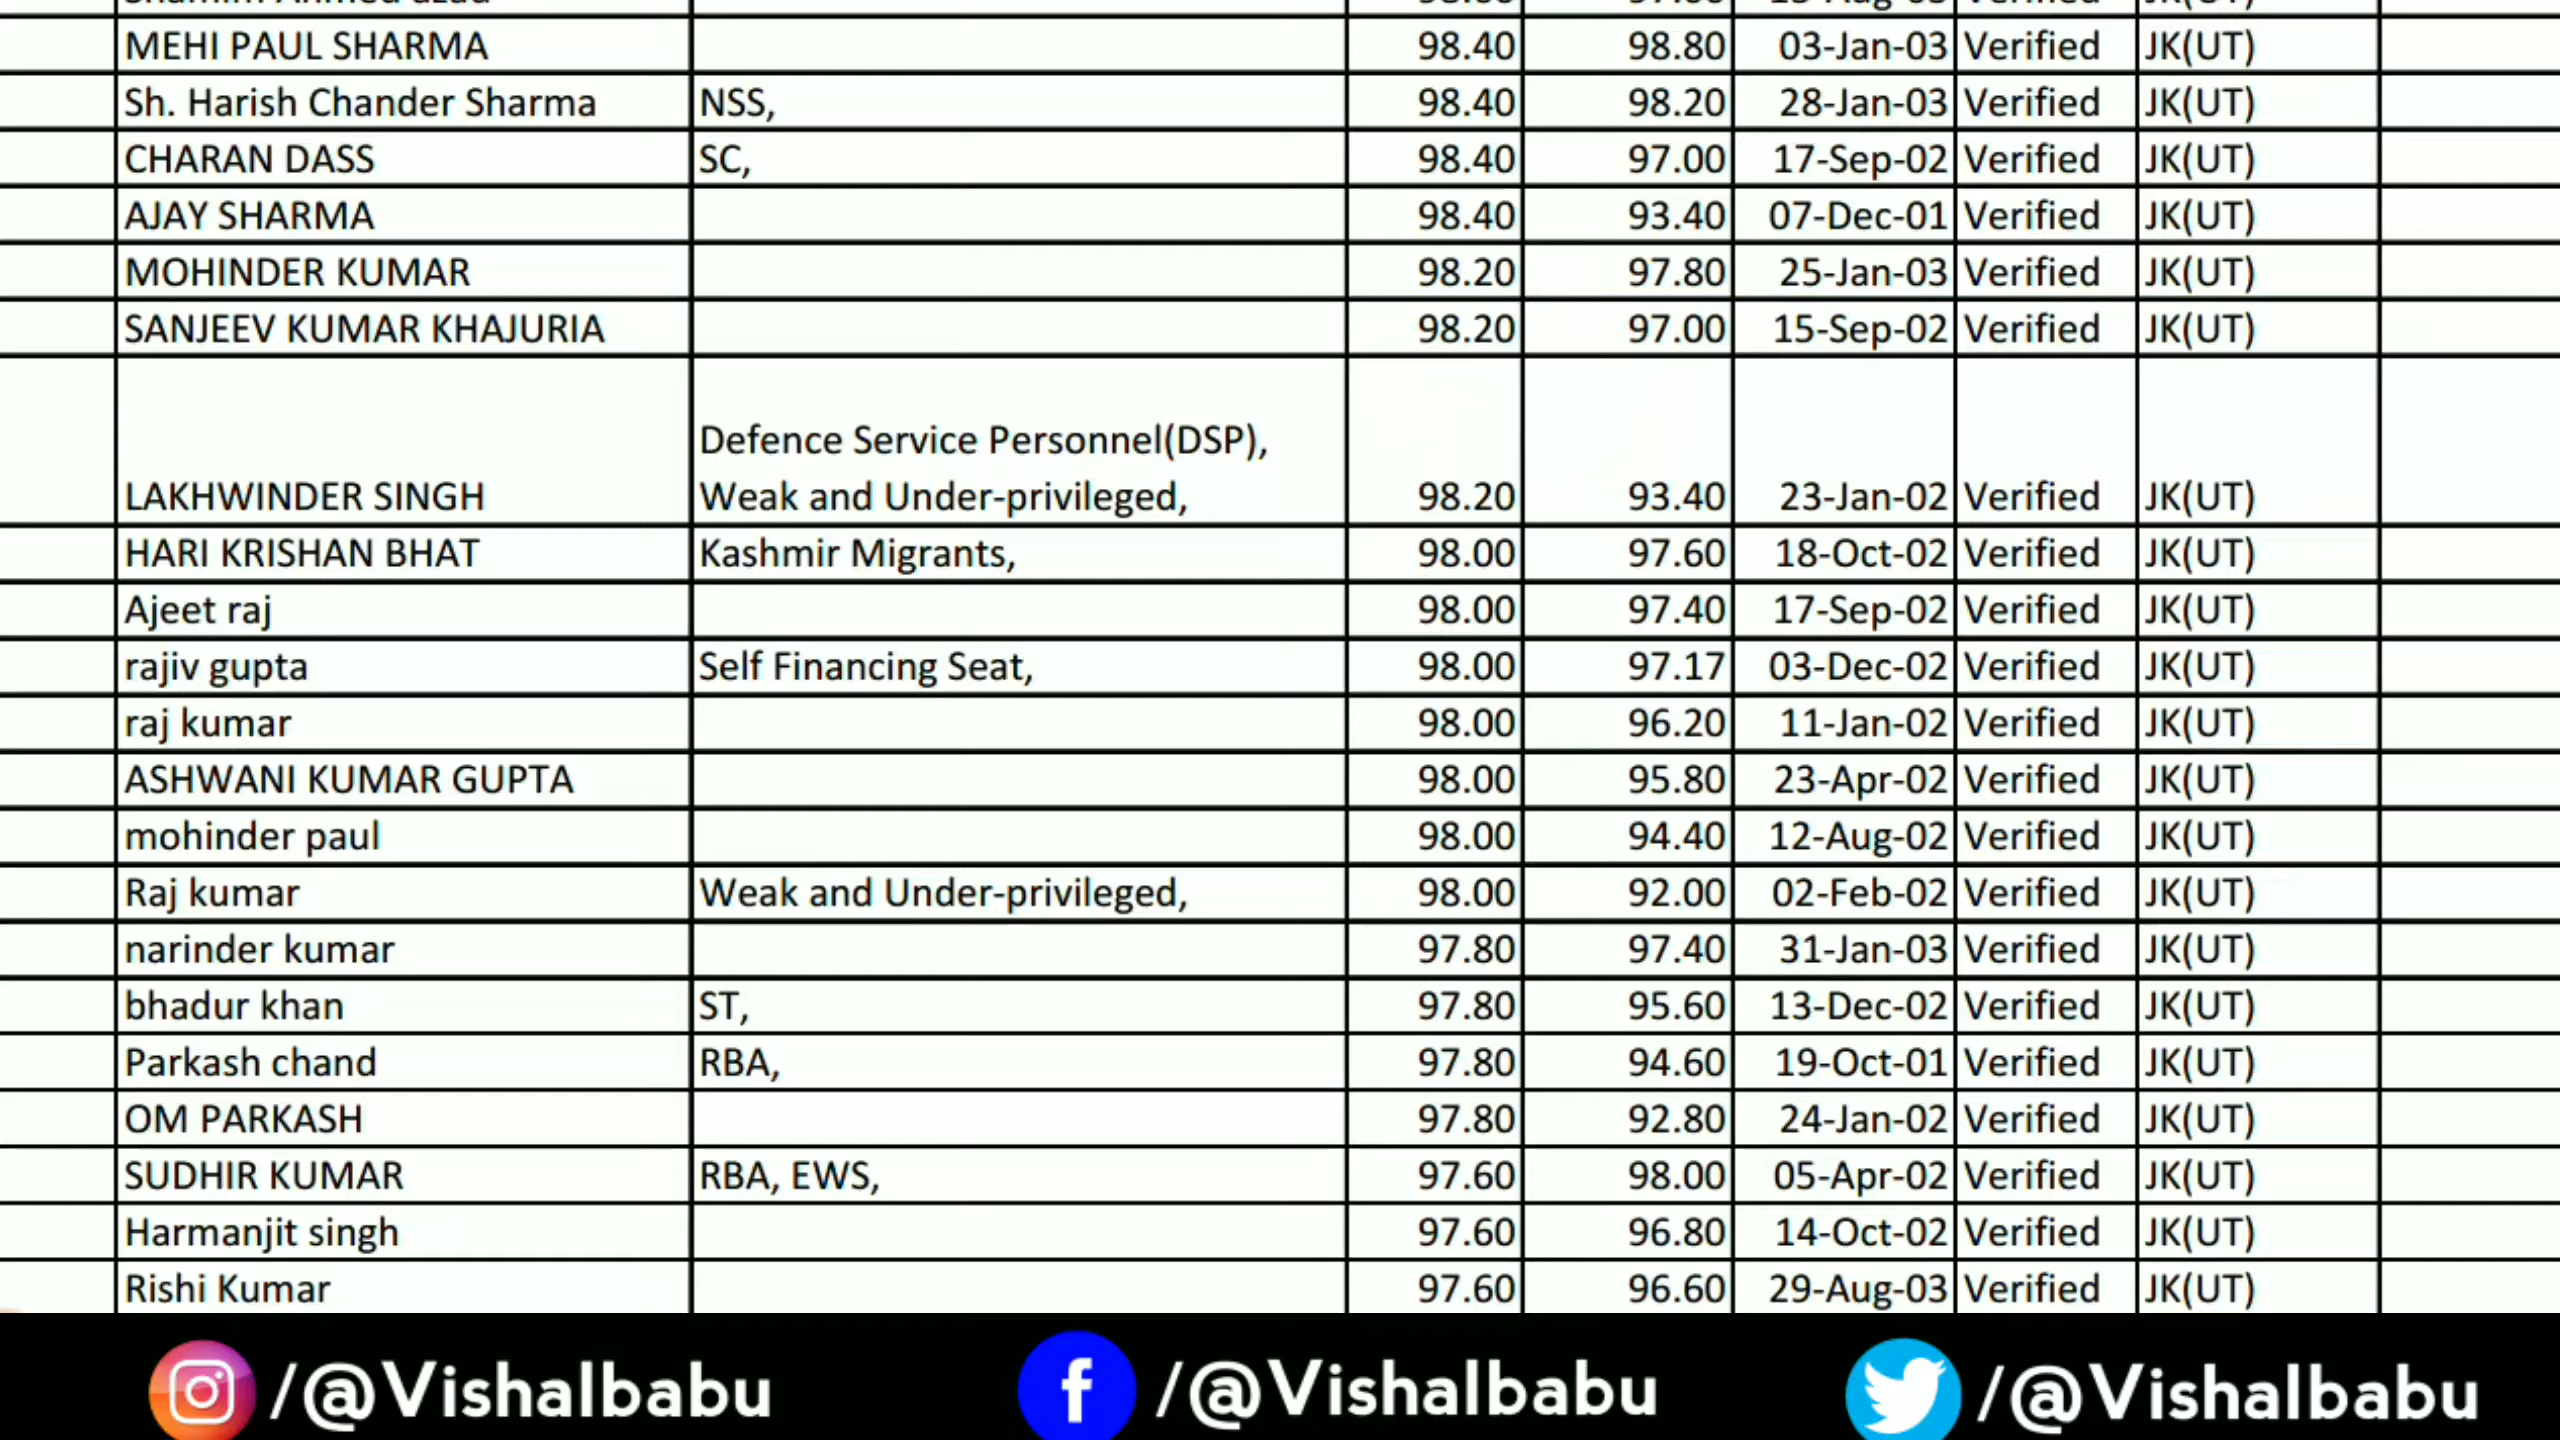 MEHI PAUL SHARMA 98.40 98.80 03-Jan-03 Verified JK(UT)
Sh. Harish Chander Sharma NSS, 98.40 98.20 28-Jan-03 Verified JK(UT)
CHARAN DASS SC, 98.40 97.00 17-Sep-02 Verified JK(UT)
AJAY SHARMA 98.40 93.40 07-Dec-01 Verified JK(UT)
MOHINDER KUMAR 98.20 97.80 25-Jan-03 Verified JK(UT)
SANJEEV KUMAR KHAJURIA 98.20 97.00 15-Sep-02 Verified JK(UT)
Defence Service Personnel(DSP),
LAKHWINDER SINGH Weak and Under-privileged, 98.20 93.40 23-Jan-02 Verified JK(UT)
HARI KRISHAN BHAT Kashmir Migrants, 98.00 97.60 18-Oct-02 Verified JK(UT)
Ajeet raj 98.00 97.40 17-Sep-02 Verified JK(UT)
rajiv gupta Self Financing Seat, 98.00 97.17 03-Dec-02 Verified JK(UT)
raj kumar 98.00 96.20 11-Jan-02 Verified JK(UT)
ASHWANI KUMAR GUPTA 98.00 95.80 23-Apr-02 Verified JK(UT)
mohinder paul 98.00 94.40 12-Aug-02 Verified JK(UT)
Raj kumar Weak and Under-privileged, 98.00 92.00 02-Feb-02 Verified JK(UT)
narinder kumar 97.80 97.40 31-Jan-03 Verified JK(UT)
bhadur khan ST, 97.80 95.60 13-Dec-02 Verified JK(UT)
Parkash chand RBA, 97.80 94.60 19-Oct-01 Verified JK(UT)
OM PARKASH 97.80 92.80 24-Jan-02 Verified JK(UT)
SUDHIR KUMAR RBA, EWS, 97.60 98.00 05-Apr-02 Verified JK(UT)
Harmanjit singh 97.60 96.80 14-Oct-02 Verified JK(UT)
Rishi Kumar 97.60 96.60 29-Aug-03 Verified JK(UT)
/@Vishalbabu /@Vishalbabu /@Vishalbabu